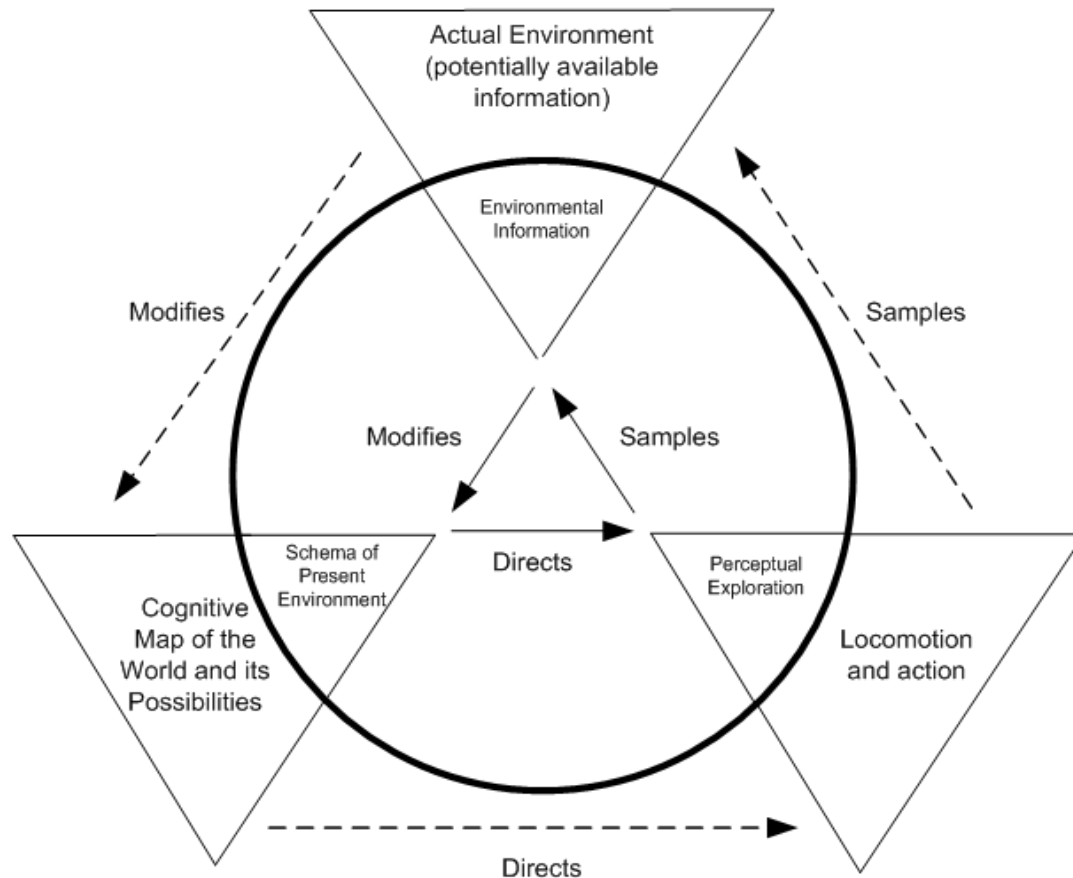 Actual Environment
(potentially available
information)
Environmental
Information
Modifies
Samples
Modifies
Samples
Directs
Schema of
Present
Environment
Perceptual
Exploration
Cognitive
Map of the
World and its
Possibilities
Locomotion
and action
Directs